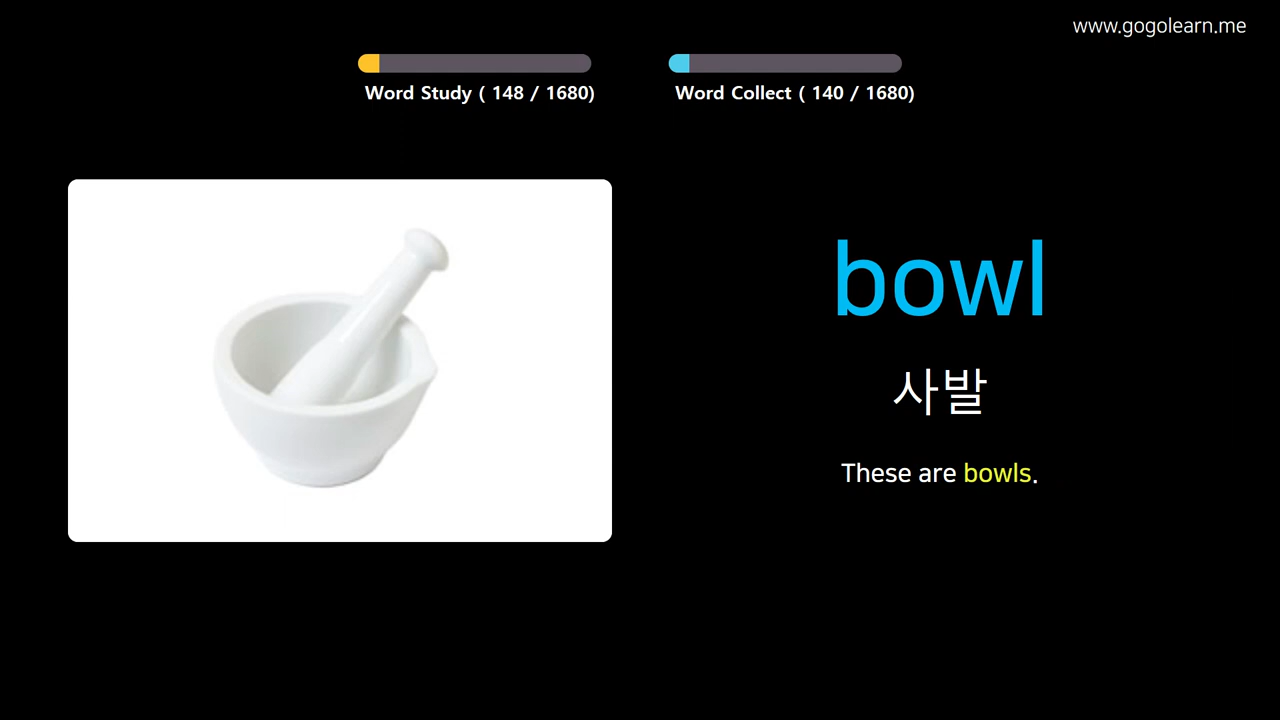 www.gogolearn.me
Word Study ( 148 / 1680)
Word Collect ( 140 / 1680)
bowl
사발
These are bowls.